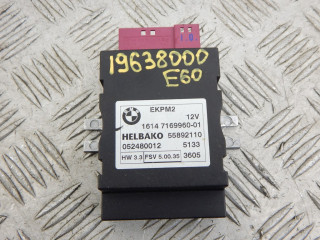 19638000
E60
EKPM2
12V
1614 7169960-01
HELBAKO 55892110
052480012 5133
HW 3.3 FSV 5.00.30 3605